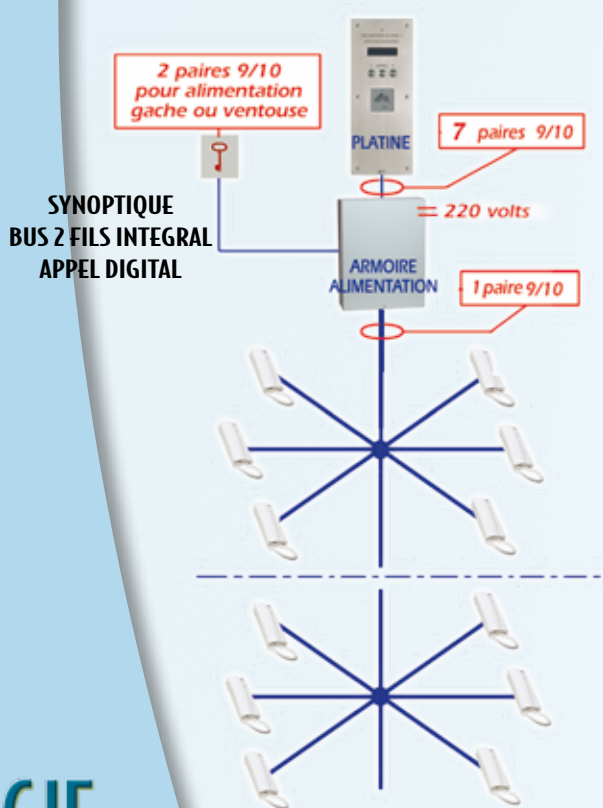 2 paires 9/10
pour alimentation
gache ou ventouse
PLATINE
7 paires 9/10
SYNOPTIQUE
BUS 2 FILS INTEGRAL
APPEL DIGITAL
220 volts
ARMOIRE
ALIMENTATION
1 paire 9/10